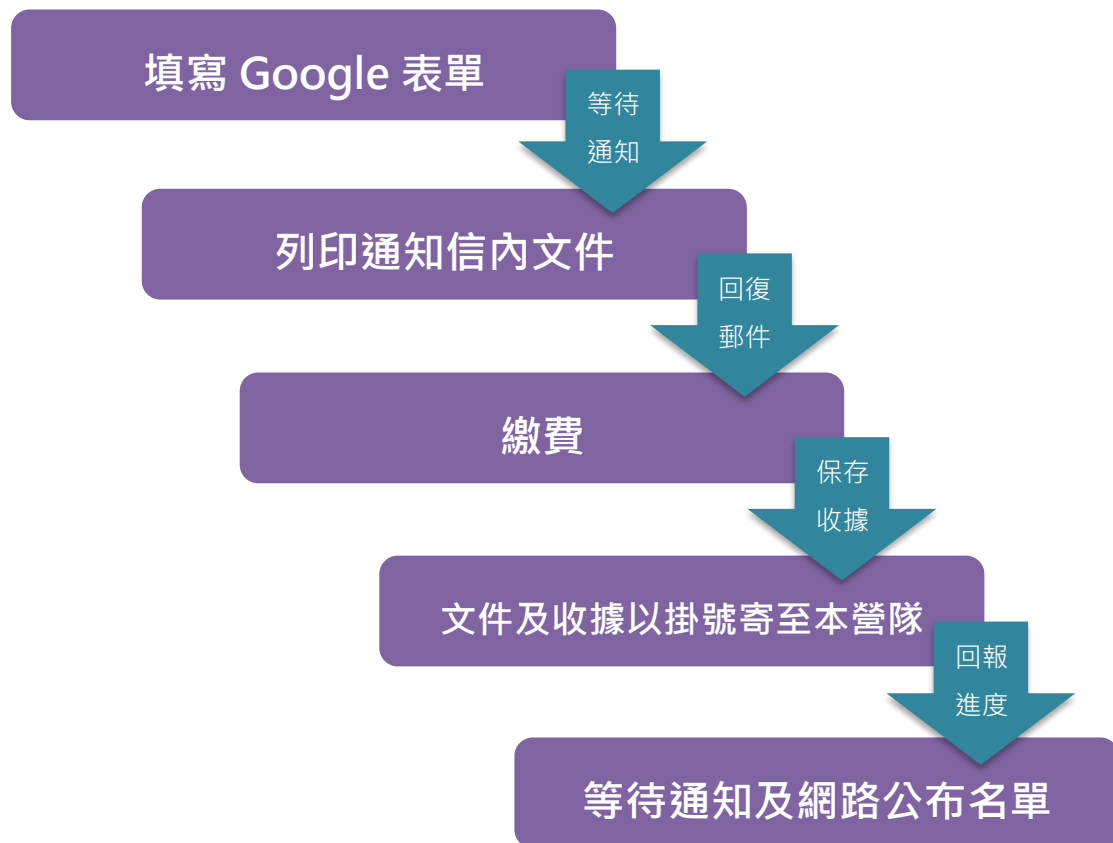 填寫 Google 表單
等待
通知
列印通知信內文件
回復
郵件
繳費
保存
收據
文件及收據以掛號寄至本營隊
回報
進度
等待通知及網路公布名單